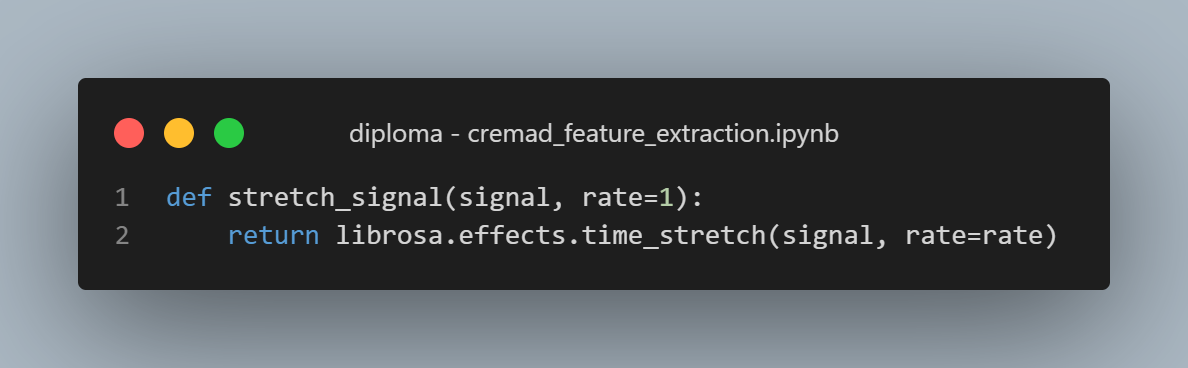 diploma - cremad_feature_extraction.ipynb
1 def stretch_signal(signal, rate=1):
2     return librosa.effects.time_stretch(signal, rate=rate)